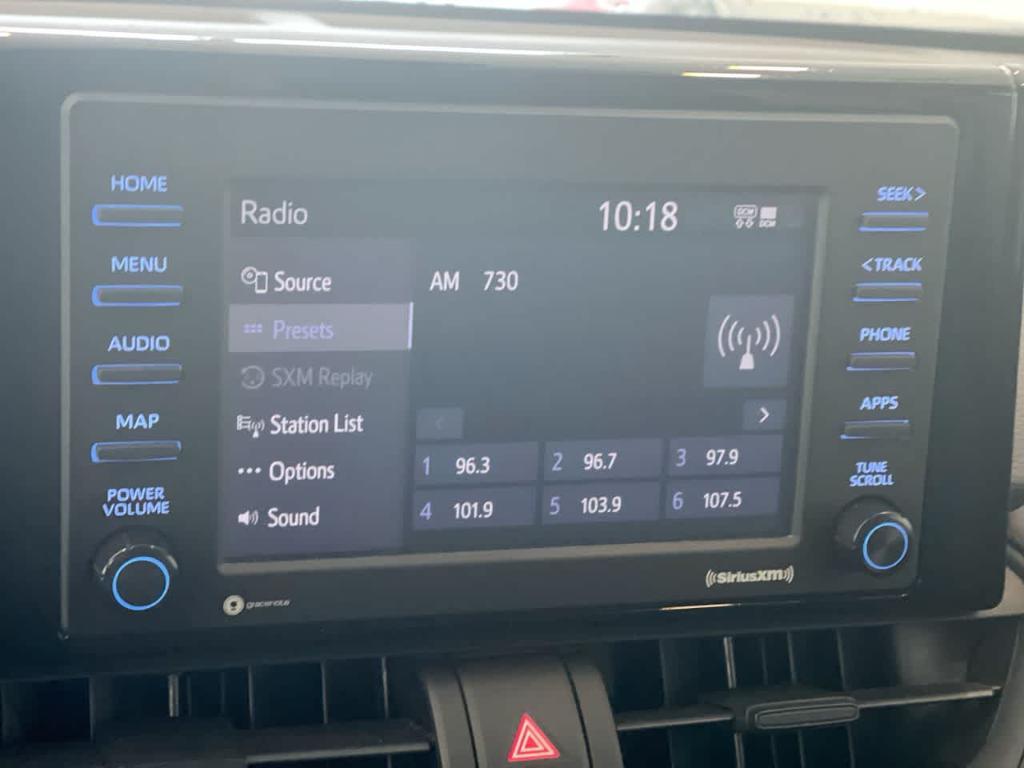 HOME
MENU
AUDIO
MAP
POWER
VOLUME
Radio
10:18
DCM
DCM
Source
Presets
SXM Replay
Station List
Options
Sound
AM 730
<
>
1 96.3
2 96.7
3 97.9
4 101.9
5 103.9
6 107.5
SEEK>
<TRACK
PHONE
APPS
TUNE
SCROLL
gracenote
((SiriusXM))